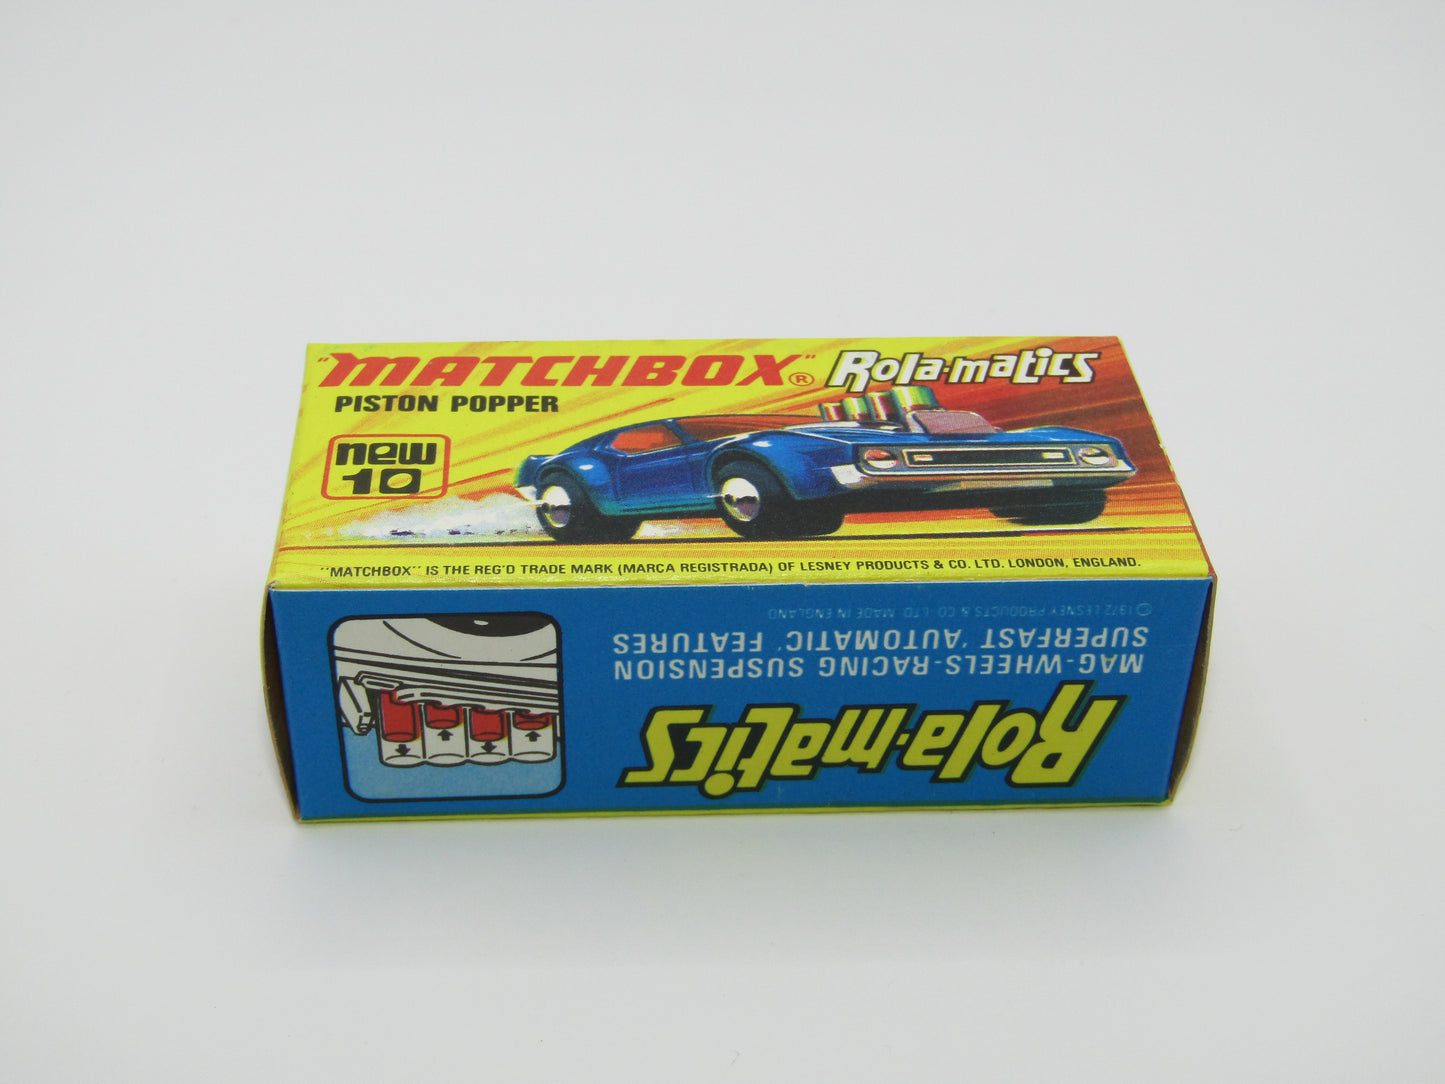 "MATCHBOX"® Rola-matics
PISTON POPPER
new
10
"MATCHBOX" IS THE REG'D TRADE MARK (MARCA REGISTRADA) OF LESNEY PRODUCTS & CO. LTD. LONDON, ENGLAND.
Rola-matics
MAG-WHEELS-RACING SUSPENSION
SUPERFAST 'AUTOMATIC' FEATURES
© 1972 LESNEY PRODUCTS & CO. LTD. MADE IN ENGLAND